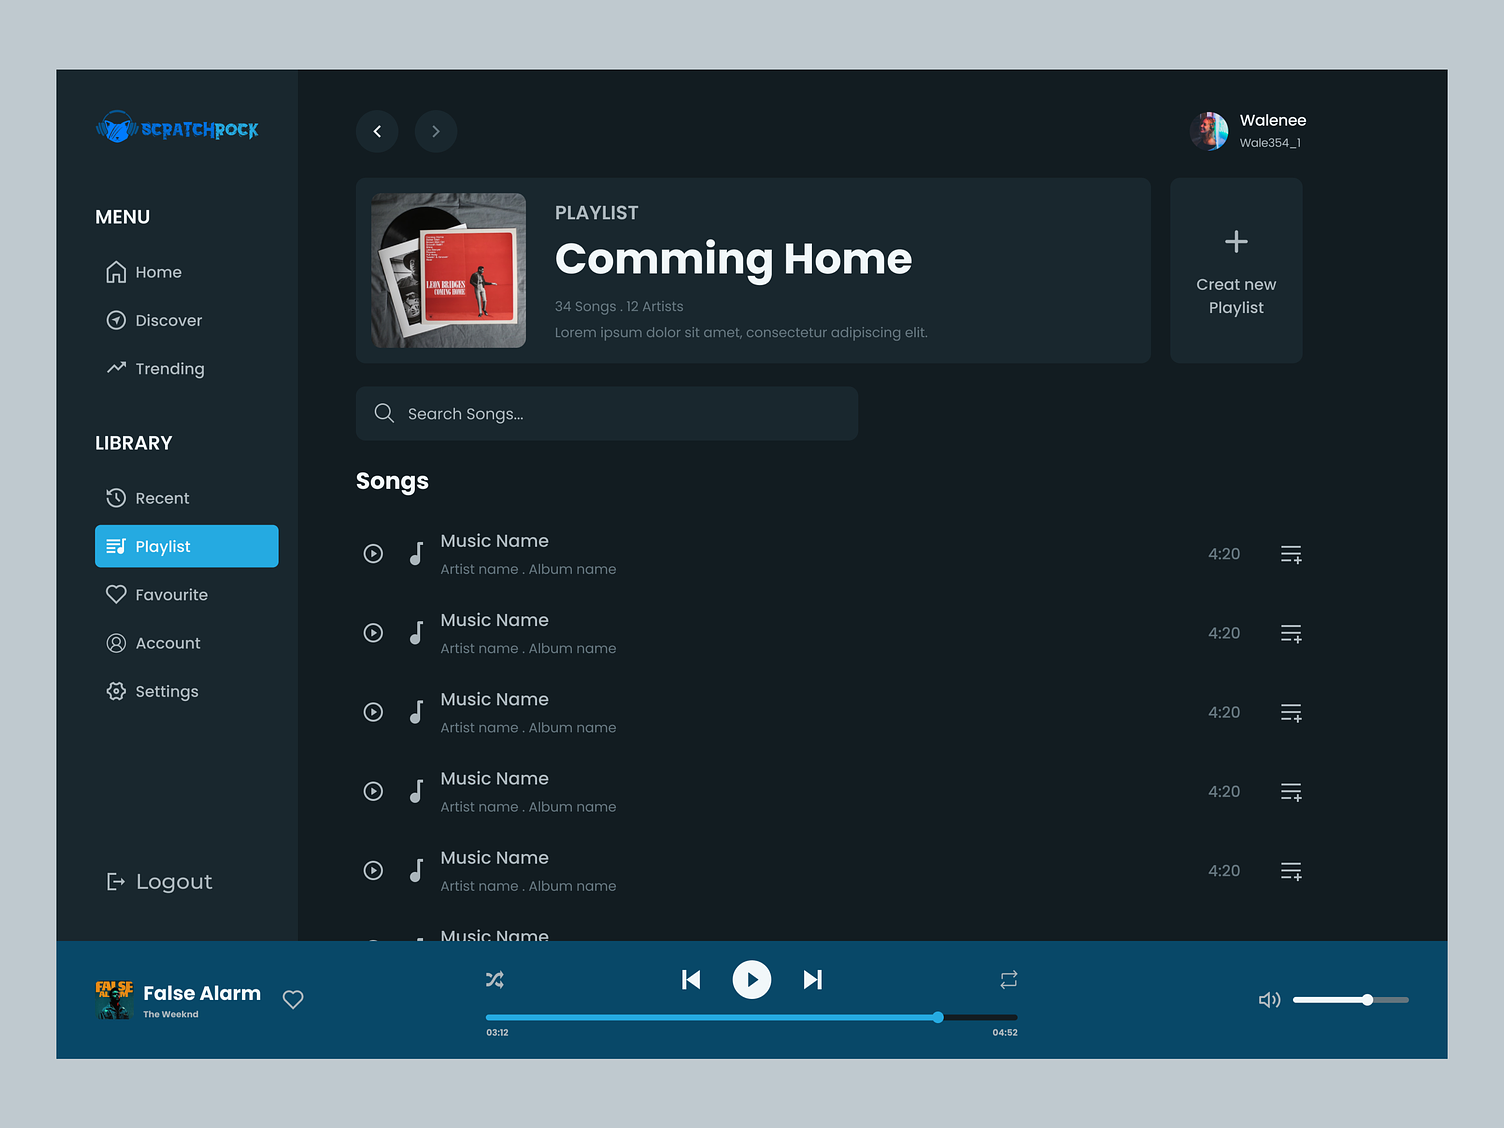 SCRATCHROCK
Walenee
Wale354_1
MENU
Home
Discover
Trending
LIBRARY
Recent
Playlist
Favourite
Account
Settings
Logout
LEON BRIDGES
COMING HOME
PLAYLIST
Comming Home
34 Songs . 12 Artists
Lorem ipsum dolor sit amet, consectetur adipiscing elit.
Creat new
Playlist
Search Songs...
Songs
Music Name
Artist name . Album name
4:20
Music Name
Artist name . Album name
4:20
Music Name
Artist name . Album name
4:20
Music Name
Artist name . Album name
4:20
Music Name
Artist name . Album name
4:20
Music Name
FALSE
ALARM
False Alarm
The Weeknd
03:12
04:52